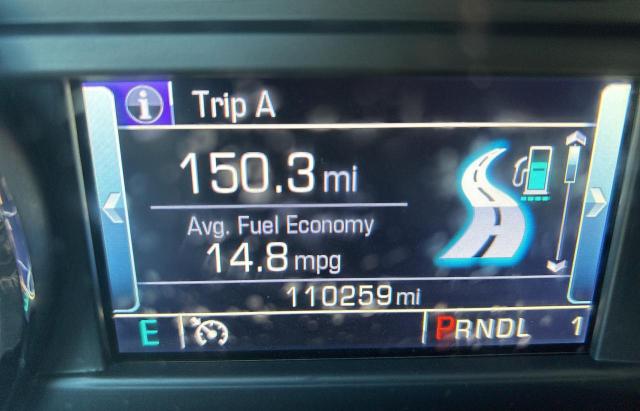 Trip A
150.3 mi
Avg. Fuel Economy
14.8 mpg
110259 mi
E PRNDL 1